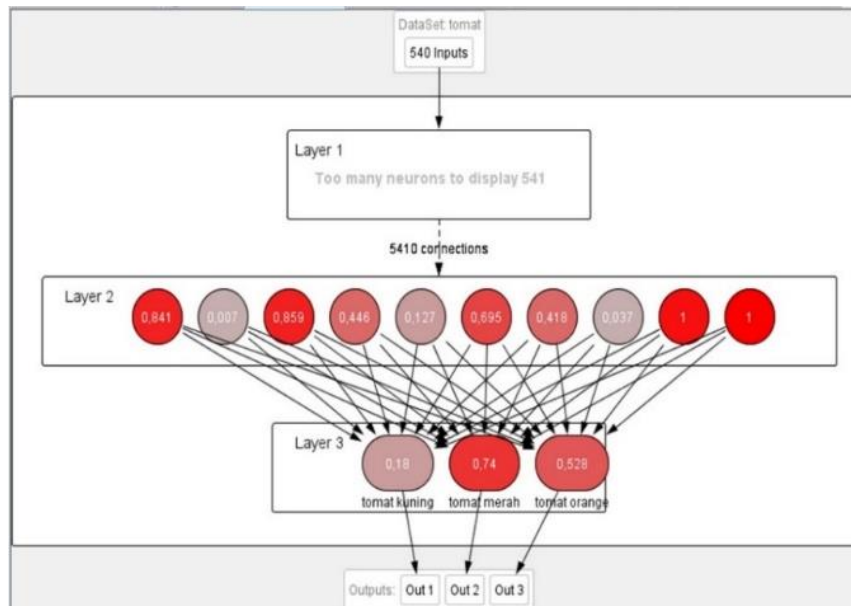 DataSet: tomat
540 Inputs
Layer 1
Too many neurons to display 541
5410 connections
Layer 2
0,841 0,007 0,859 0,446 0,127 0,695 0,418 0,037 1 1
Layer 3
0,18 0,74 0,528
tomat kuning tomat merah tomat orange
Outputs: Out 1 Out 2 Out 3